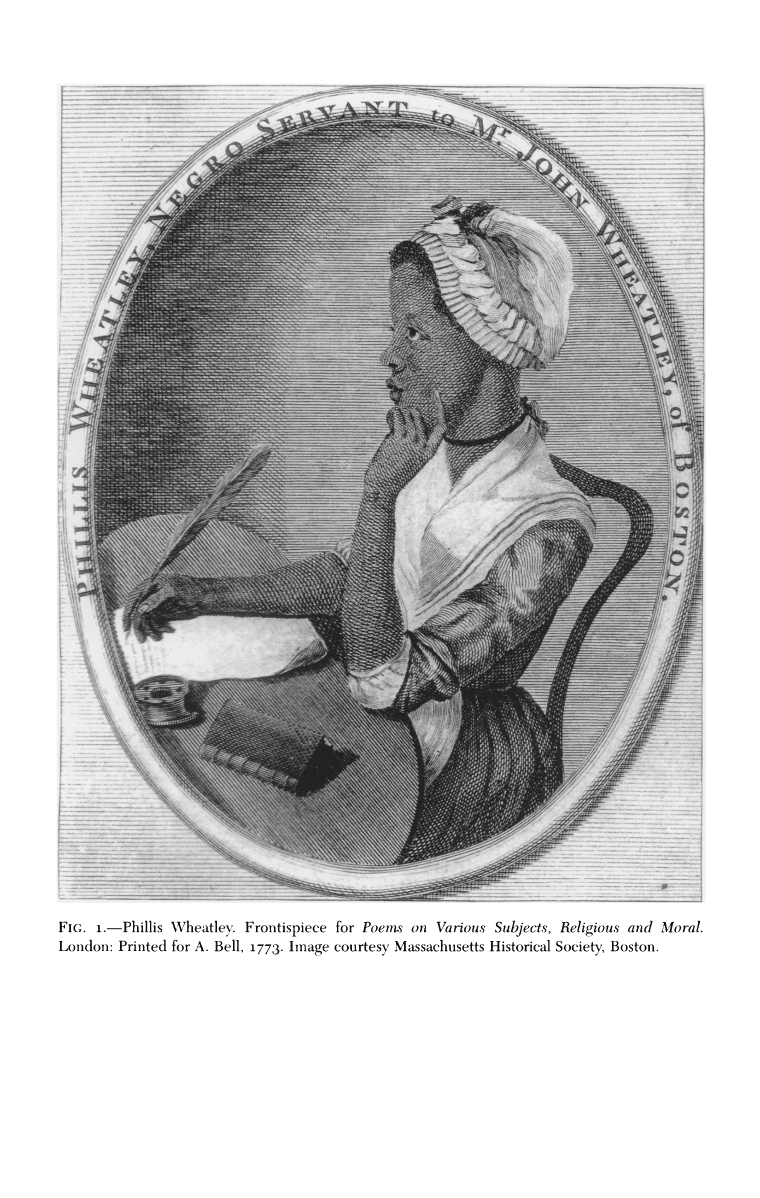 PHILLIS WHEATLEY, NEGRO SERVANT to Mr. JOHN WHEATLEY, of BOSTON.
FIG. 1.—Phillis Wheatley. Frontispiece for Poems on Various Subjects, Religious and Moral.
London: Printed for A. Bell, 1773. Image courtesy Massachusetts Historical Society, Boston.